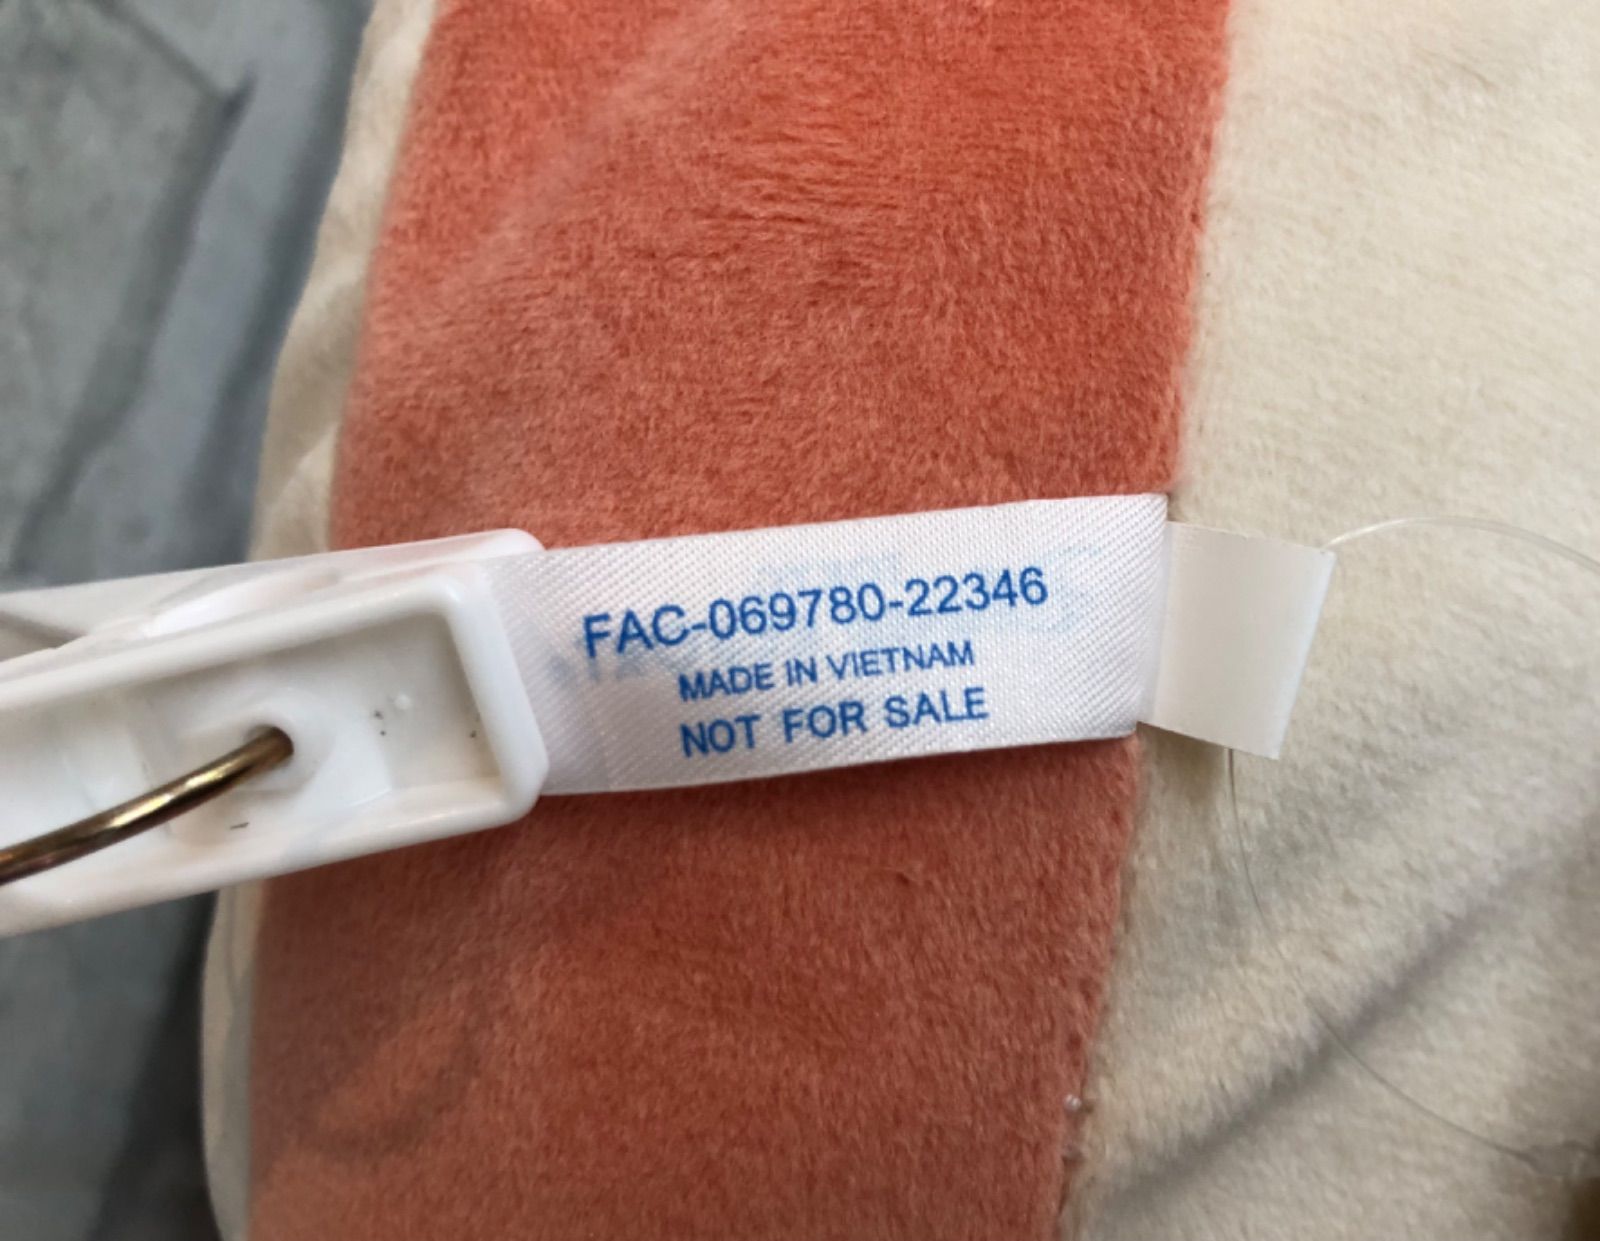 FAC-069780-22346
MADE IN VIETNAM
NOT FOR SALE